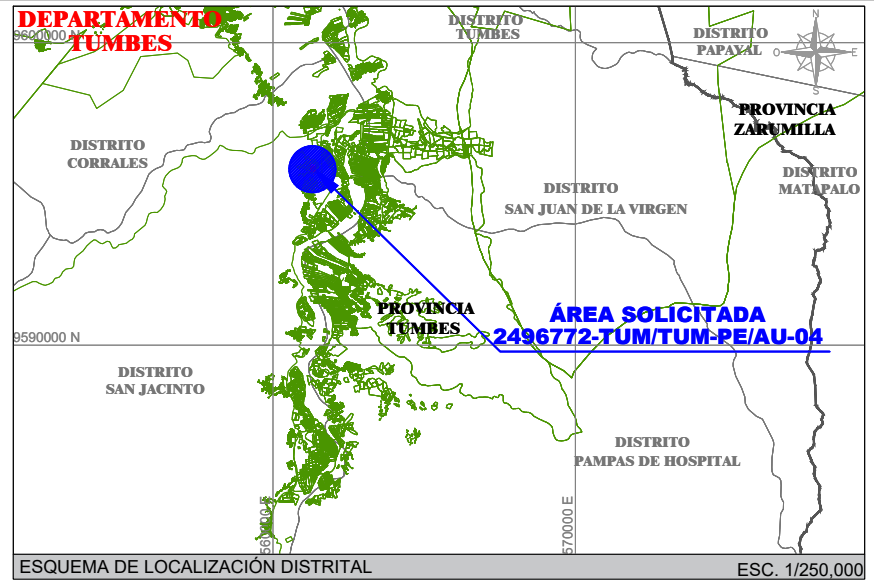 DEPARTAMENTO
TUMBES
9600000 N
DISTRITO
TUMBES
DISTRITO
PAPAYAL
N
O
E
S
PROVINCIA
ZARUMILLA
DISTRITO
CORRALES
DISTRITO
MATAPALO
DISTRITO
SAN JUAN DE LA VIRGEN
PROVINCIA
TUMBES
ÁREA SOLICITADA
2496772-TUM/TUM-PE/AU-04
9590000 N
DISTRITO
SAN JACINTO
DISTRITO
PAMPAS DE HOSPITAL
560000 E
570000 E
ESQUEMA DE LOCALIZACIÓN DISTRITAL
ESC. 1/250,000